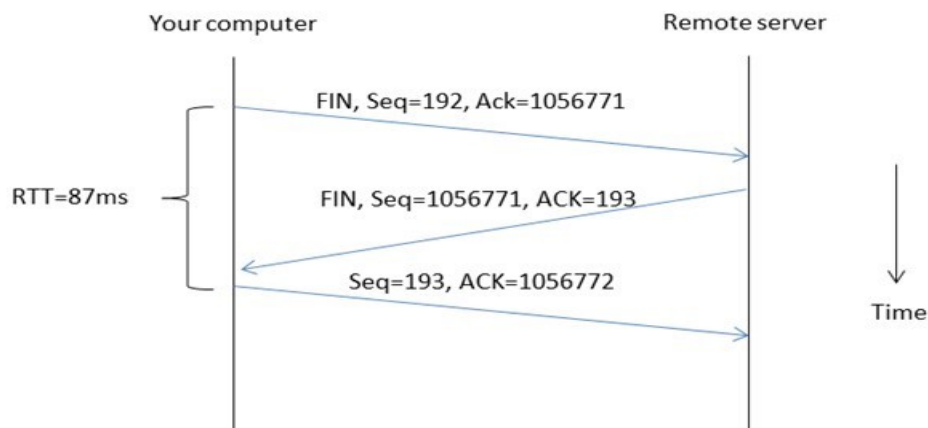 Your computer
Remote server
FIN, Seq=192, Ack=1056771
RTT=87ms
FIN, Seq=1056771, ACK=193
Seq=193, ACK=1056772
Time